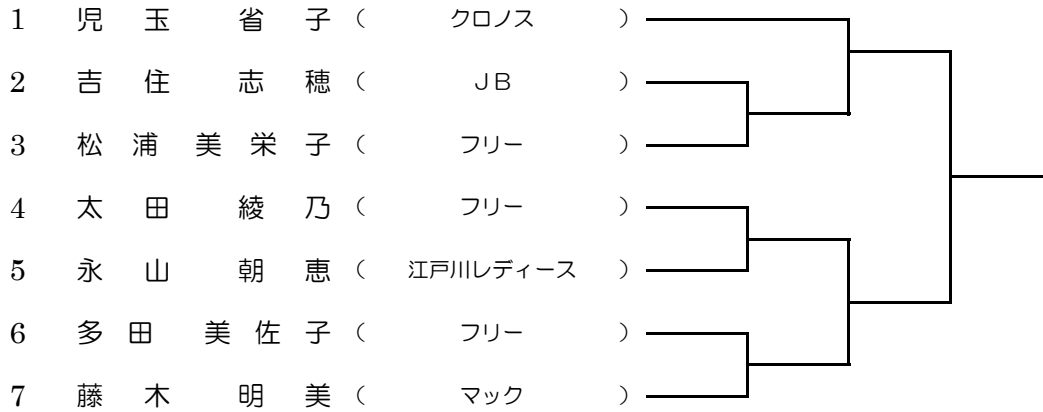 1 児玉 省子 ( クロノス )
2 吉住 志穂 ( ＪＢ )
3 松浦 美栄子 ( フリー )
4 太田 綾乃 ( フリー )
5 永山 朝恵 ( 江戸川レディース )
6 多田 美佐子 ( フリー )
7 藤木 明美 ( マック )